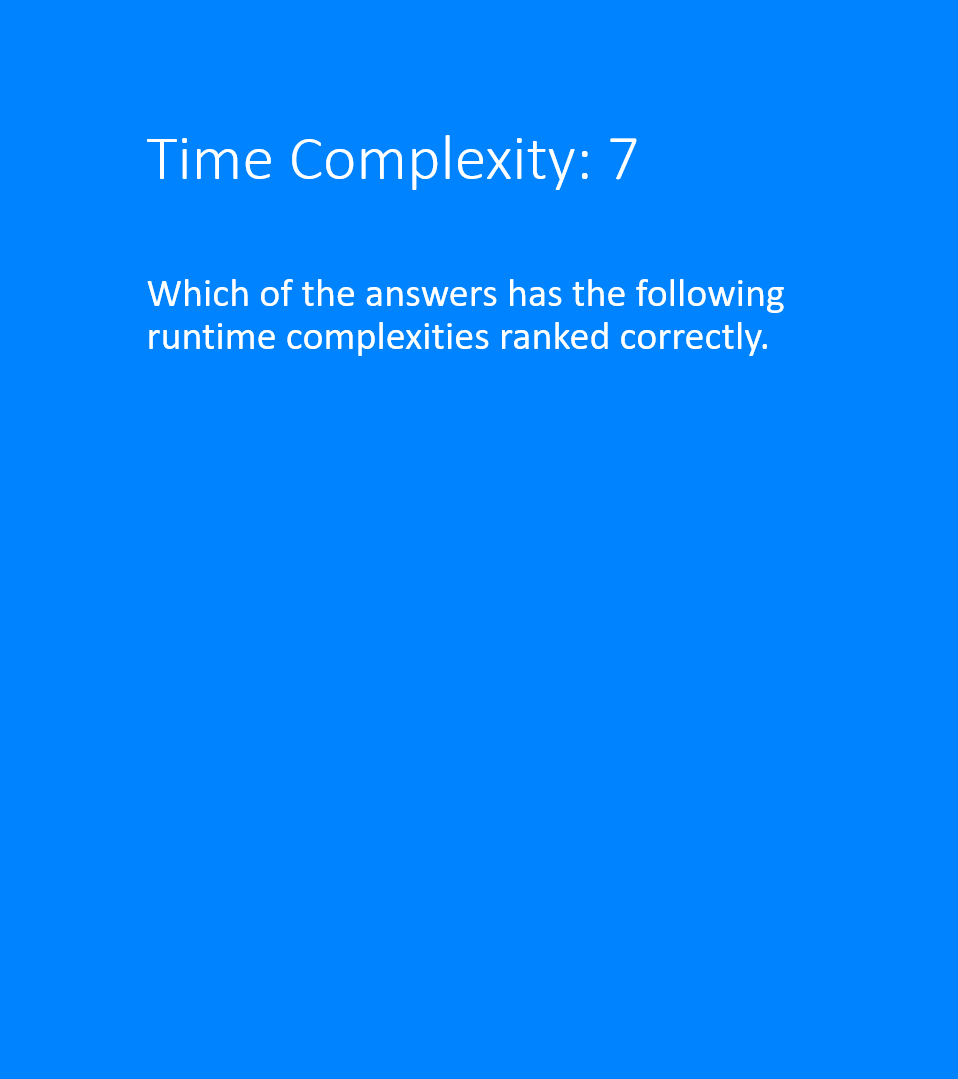 Time Complexity: 7
Which of the answers has the following
runtime complexities ranked correctly.